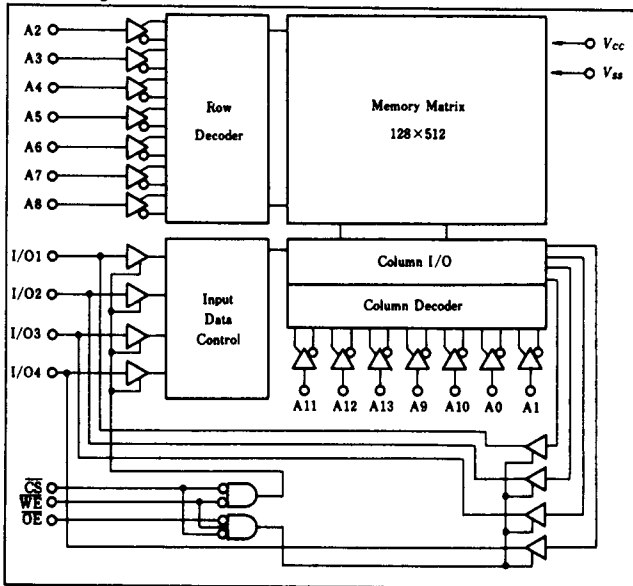 A2
A3
A4
A5
A6
A7
A8
Row
Decoder
Memory Matrix
128×512
Vcc
Vss
I/O1
I/O2
I/O3
I/O4
Input
Data
Control
Column I/O
Column Decoder
A11 A12 A13 A9 A10 A0 A1
CS
WE
OE